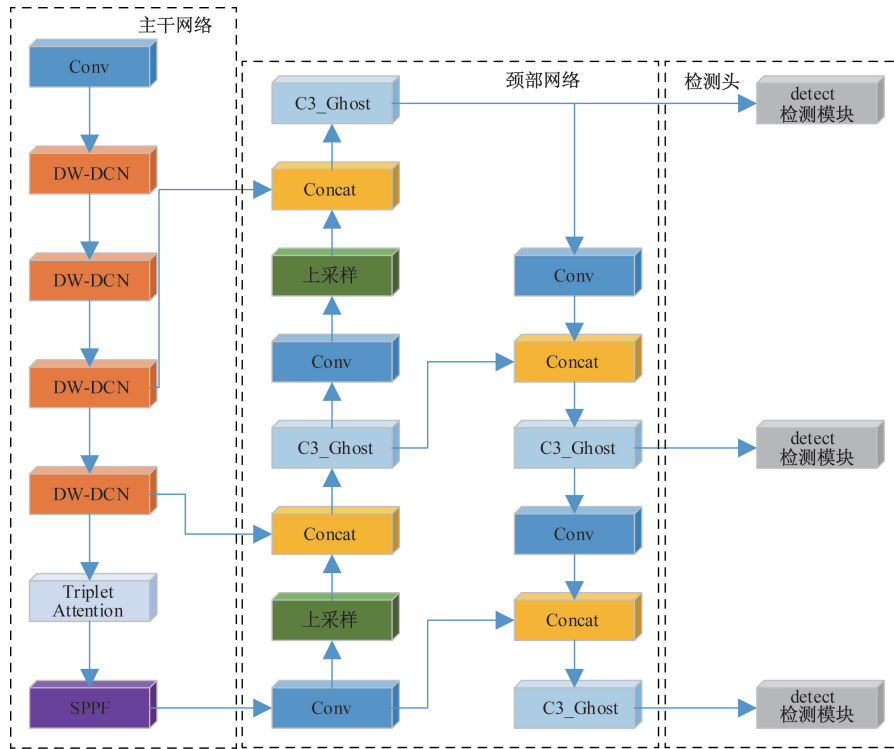 主干网络
Conv
DW-DCN
DW-DCN
DW-DCN
DW-DCN
Triplet
Attention
SPPF
颈部网络
C3_Ghost
Concat
上采样
Conv
C3_Ghost
Concat
上采样
Conv
Conv
Concat
C3_Ghost
Conv
Concat
C3_Ghost
检测头
detect
检测模块
detect
检测模块
detect
检测模块